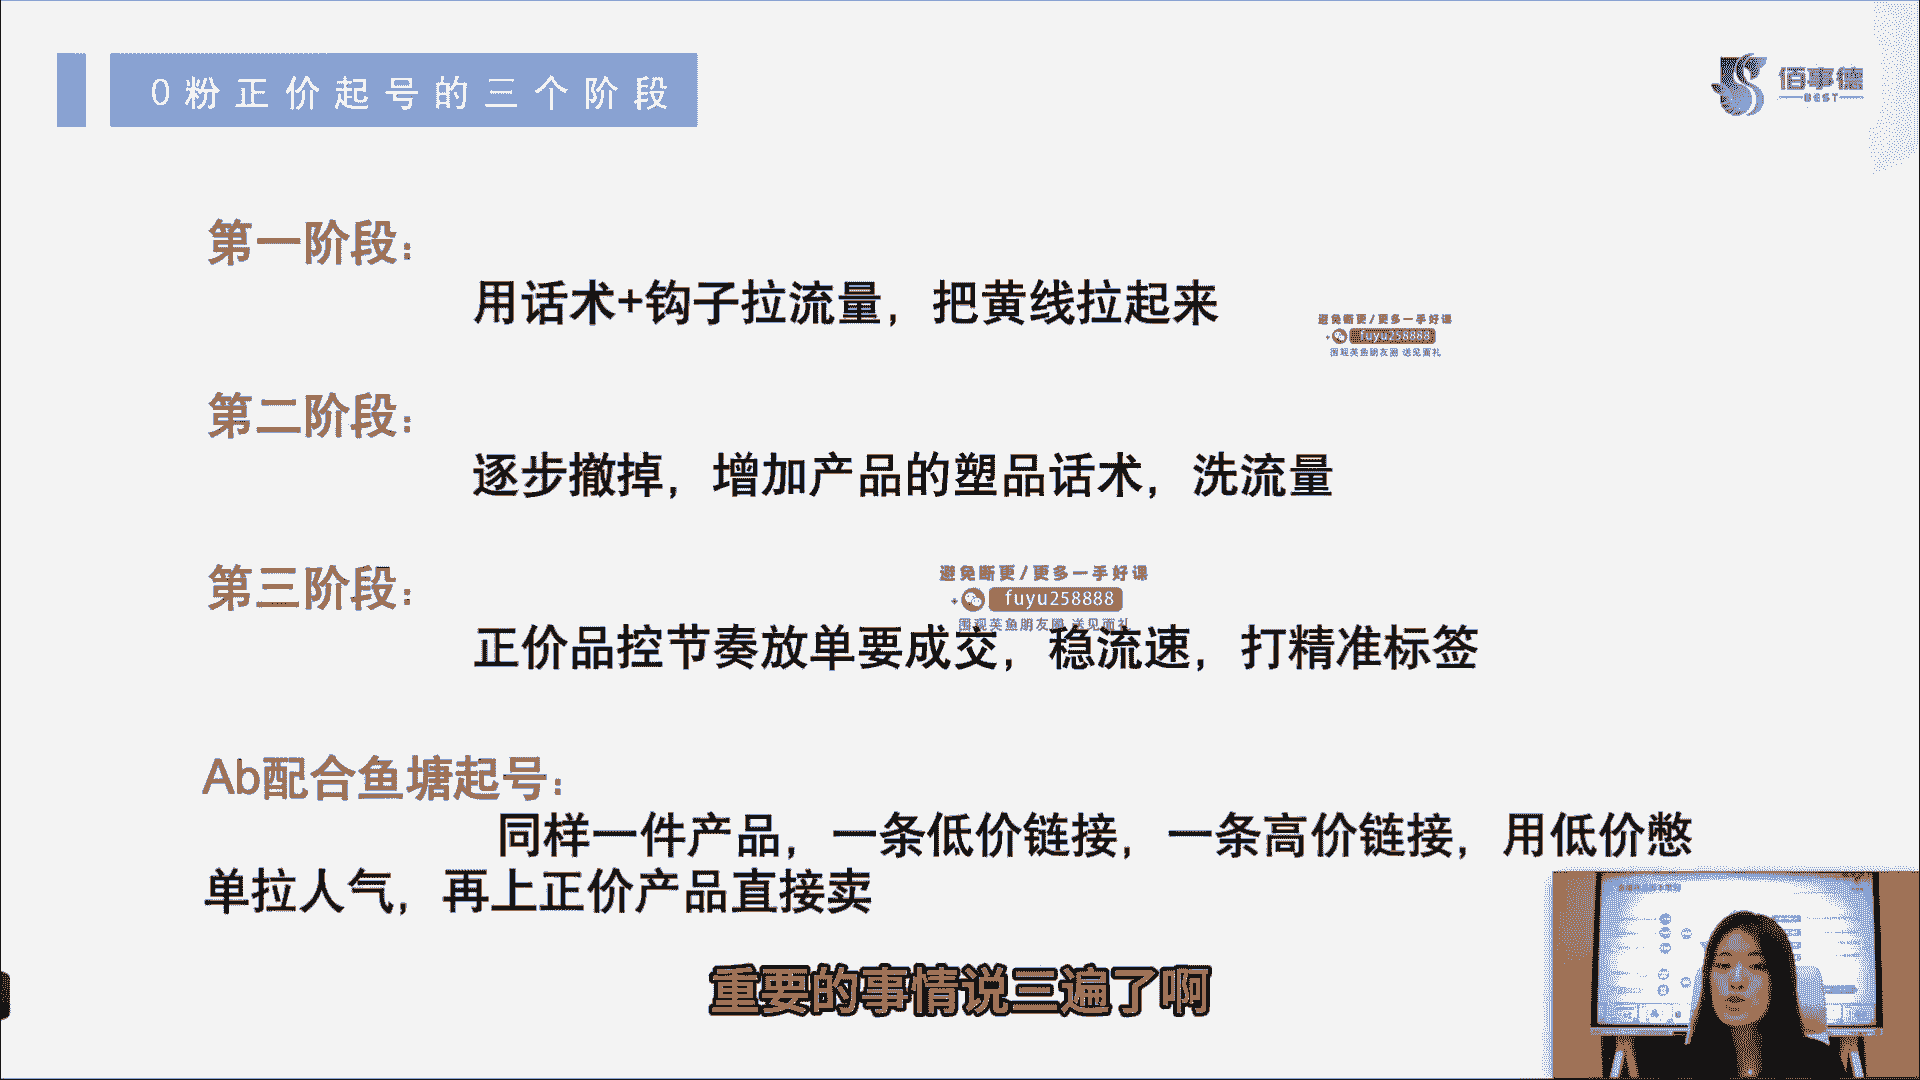 0粉正价起号的三个阶段
佰事德
BEST
第一阶段：
用话术+钩子拉流量，把黄线拉起来
避免断更/更多一手好课
fuyu258888
围观芙鱼朋友圈 送见面礼
第二阶段：
逐步撤掉，增加产品的塑品话术，洗流量
第三阶段：
避免断更/更多一手好课
+ fuyu258888
围观芙鱼朋友圈 送见面礼
正价品控节奏放单要成交，稳流速，打精准标签
Ab配合鱼塘起号：
同样一件产品，一条低价链接，一条高价链接，用低价憋
单拉人气，再上正价产品直接卖
重要的事情说三遍了啊